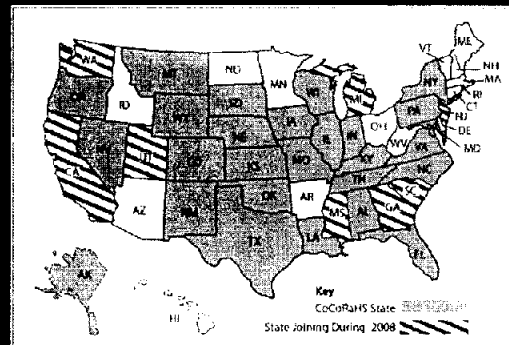 WA
MT
ND
MN
VT
ME
NH
MA
OR
ID
WY
SD
WI
MI
NY
RI
CT
NJ
NV
UT
CO
NE
IA
IL
IN
OH
PA
DE
MD
WV
VA
CA
KS
MO
KY
NC
TN
SC
AZ
NM
OK
AR
MS
AL
GA
TX
LA
FL
AK
HI
Key
CoCoRaHS State
State Joining During 2008